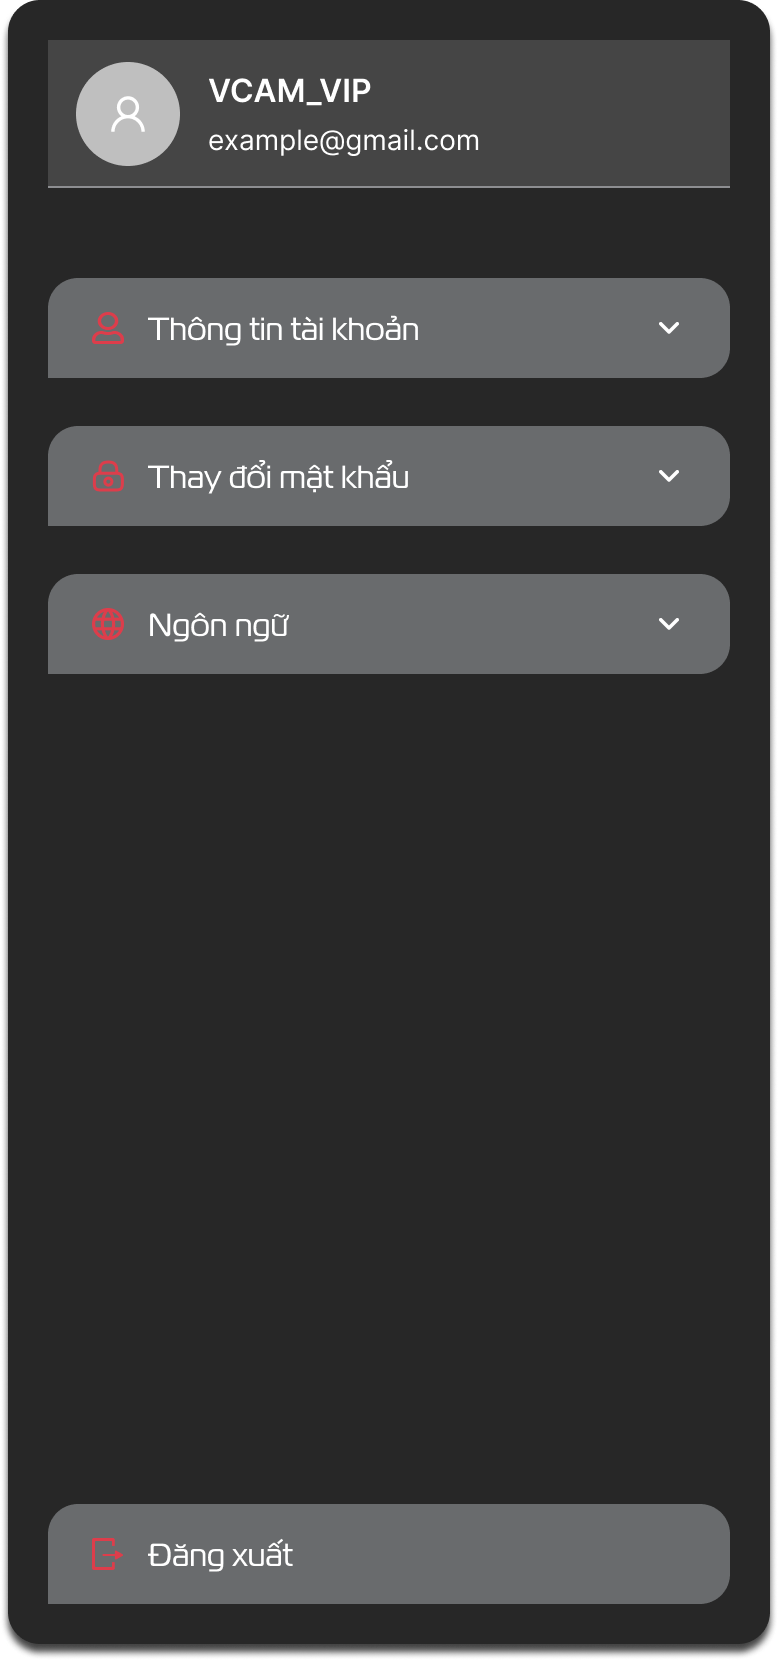 VCAM_VIP
example@gmail.com
Thông tin tài khoản
Thay đổi mật khẩu
Ngôn ngữ
Đăng xuất